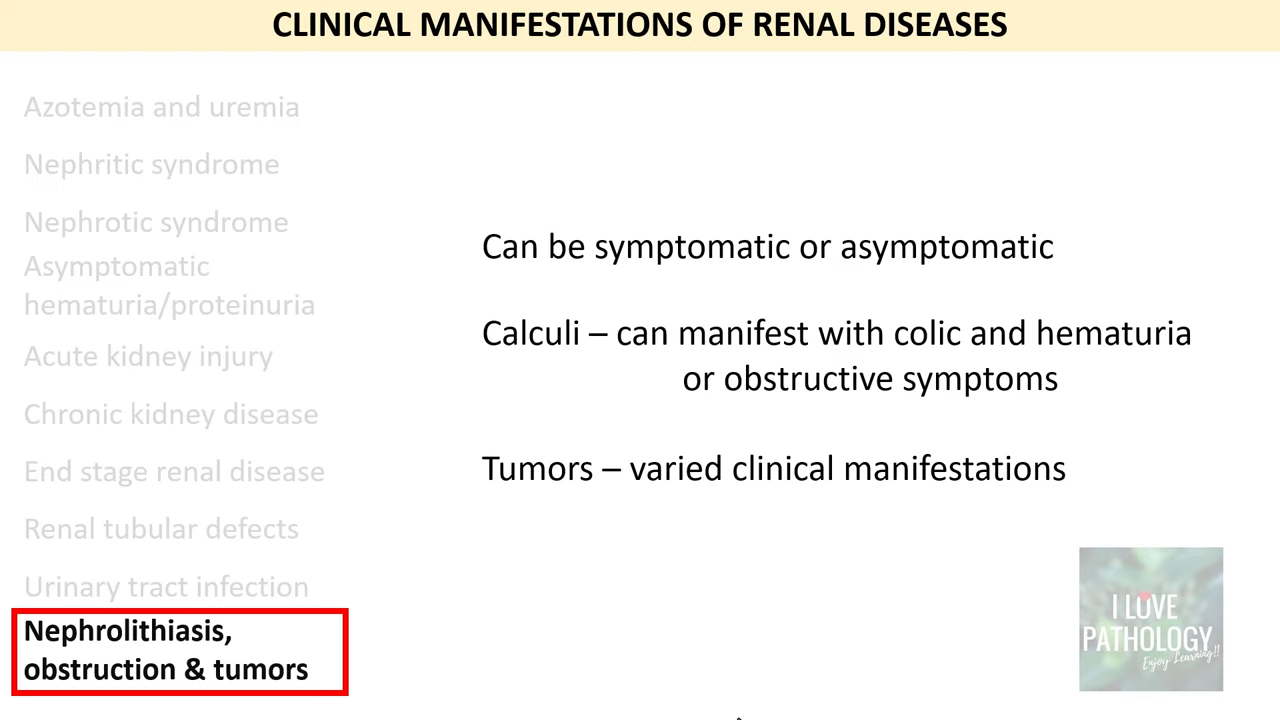 CLINICAL MANIFESTATIONS OF RENAL DISEASES
Azotemia and uremia
Nephritic syndrome
Nephrotic syndrome
Asymptomatic
hematuria/proteinuria
Acute kidney injury
Chronic kidney disease
End stage renal disease
Renal tubular defects
Urinary tract infection
Nephrolithiasis,
obstruction & tumors
Can be symptomatic or asymptomatic
Calculi – can manifest with colic and hematuria
or obstructive symptoms
Tumors – varied clinical manifestations
I LOVE
PATHOLOGY
Enjoy Learning!!